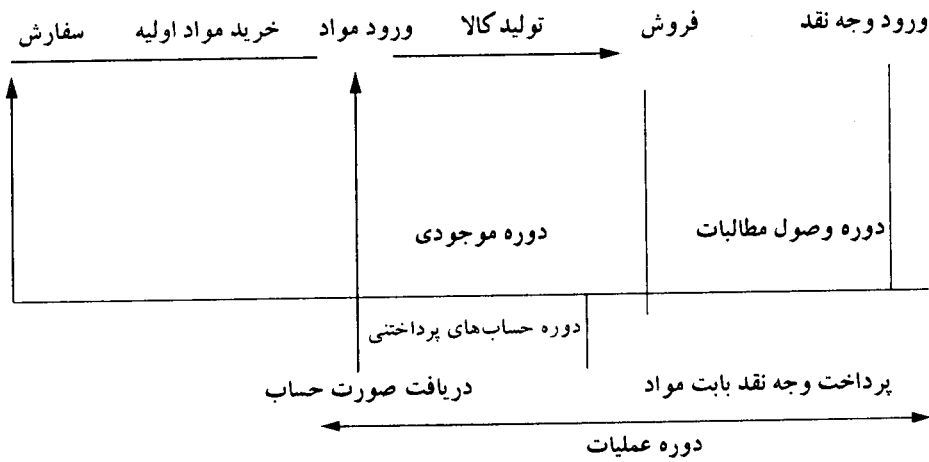 سفارش خرید مواد اولیه ورود مواد تولید کالا فروش ورود وجه نقد
دوره موجودی دوره وصول مطالبات
دوره حساب‌های پرداختنی
دریافت صورت حساب پرداخت وجه نقد بابت مواد
دوره عملیات